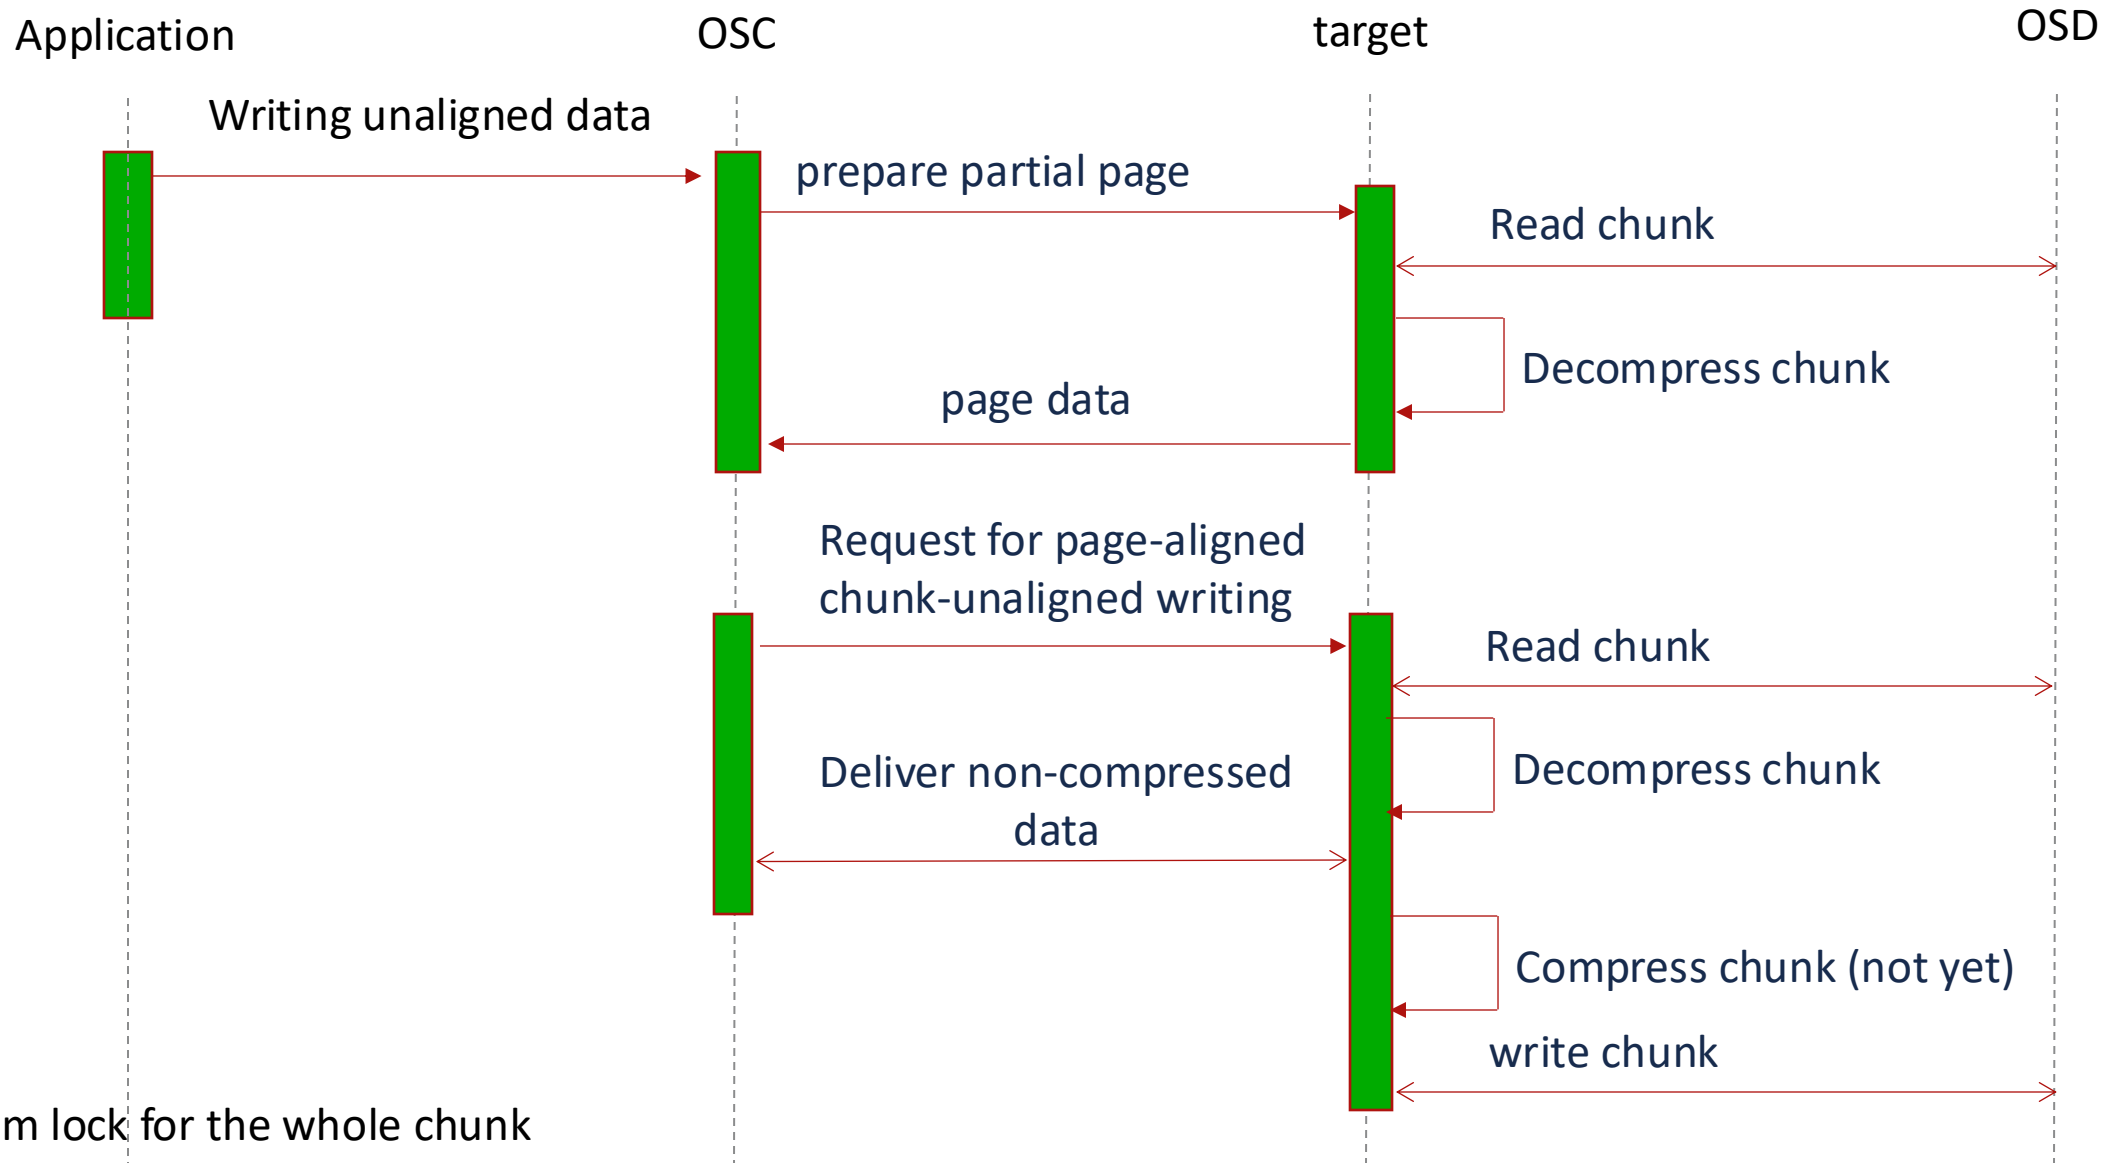 Application
OSC
target
OSD
Writing unaligned data
prepare partial page
Read chunk
Decompress chunk
page data
Request for page-aligned
chunk-unaligned writing
Read chunk
Deliver non-compressed
data
Decompress chunk
Compress chunk (not yet)
write chunk
m lock for the whole chunk